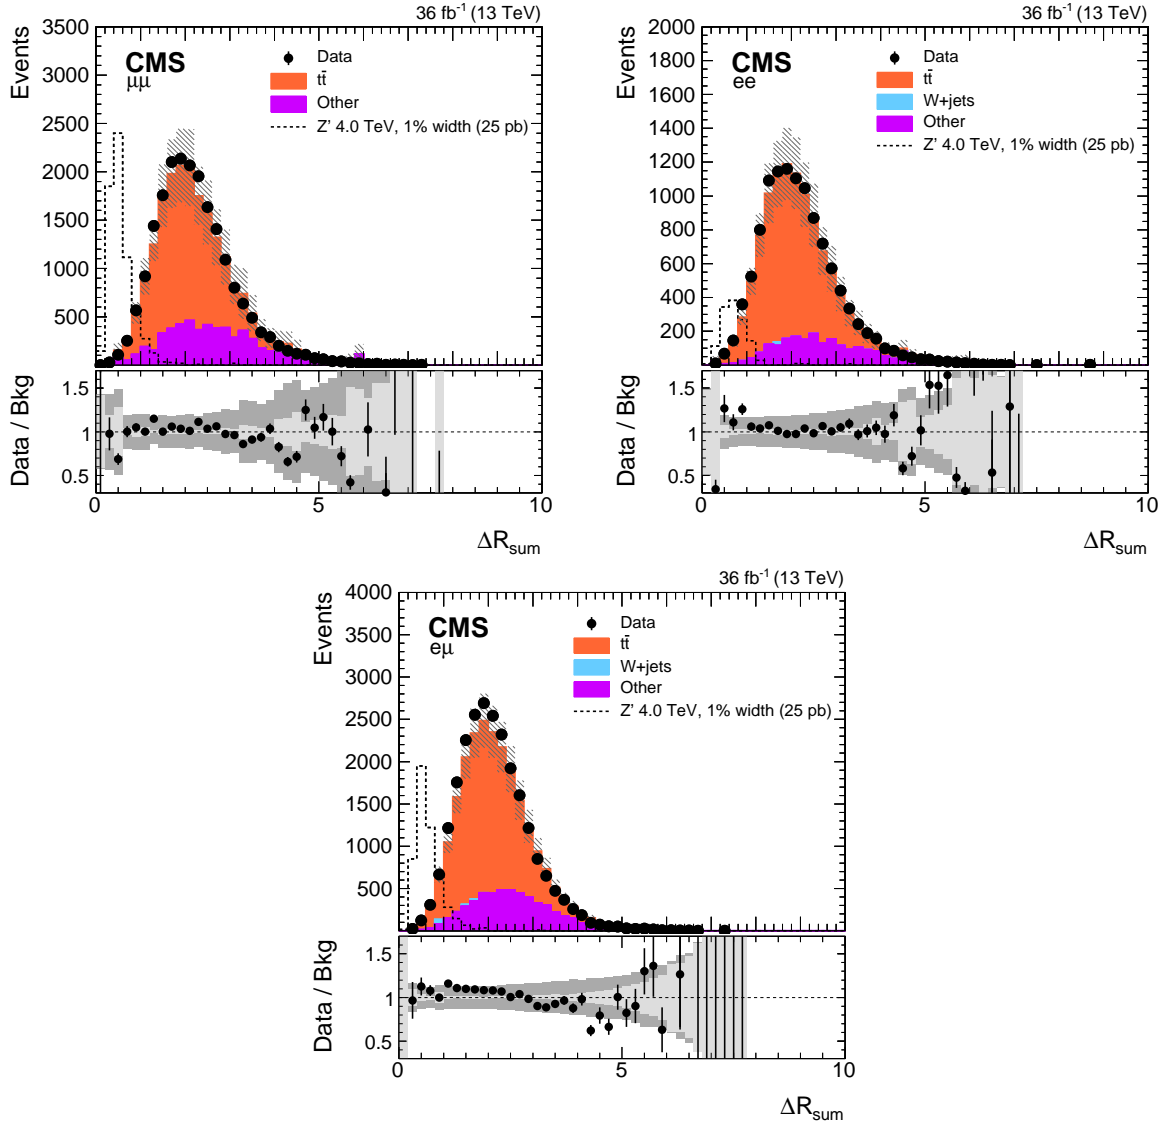 36 fb⁻¹ (13 TeV)
Events
3500
3000
2500
2000
1500
1000
500
CMS
μμ
Data
tt̄
Other
Z' 4.0 TeV, 1% width (25 pb)
Data / Bkg
1.5
1
0.5
0 5 10
ΔR_sum
36 fb⁻¹ (13 TeV)
Events
2000
1800
1600
1400
1200
1000
800
600
400
200
CMS
ee
Data
tt̄
W+jets
Other
Z' 4.0 TeV, 1% width (25 pb)
Data / Bkg
1.5
1
0.5
0 5 10
ΔR_sum
36 fb⁻¹ (13 TeV)
Events
4000
3500
3000
2500
2000
1500
1000
500
CMS
eμ
Data
tt̄
W+jets
Other
Z' 4.0 TeV, 1% width (25 pb)
Data / Bkg
1.5
1
0.5
0 5 10
ΔR_sum